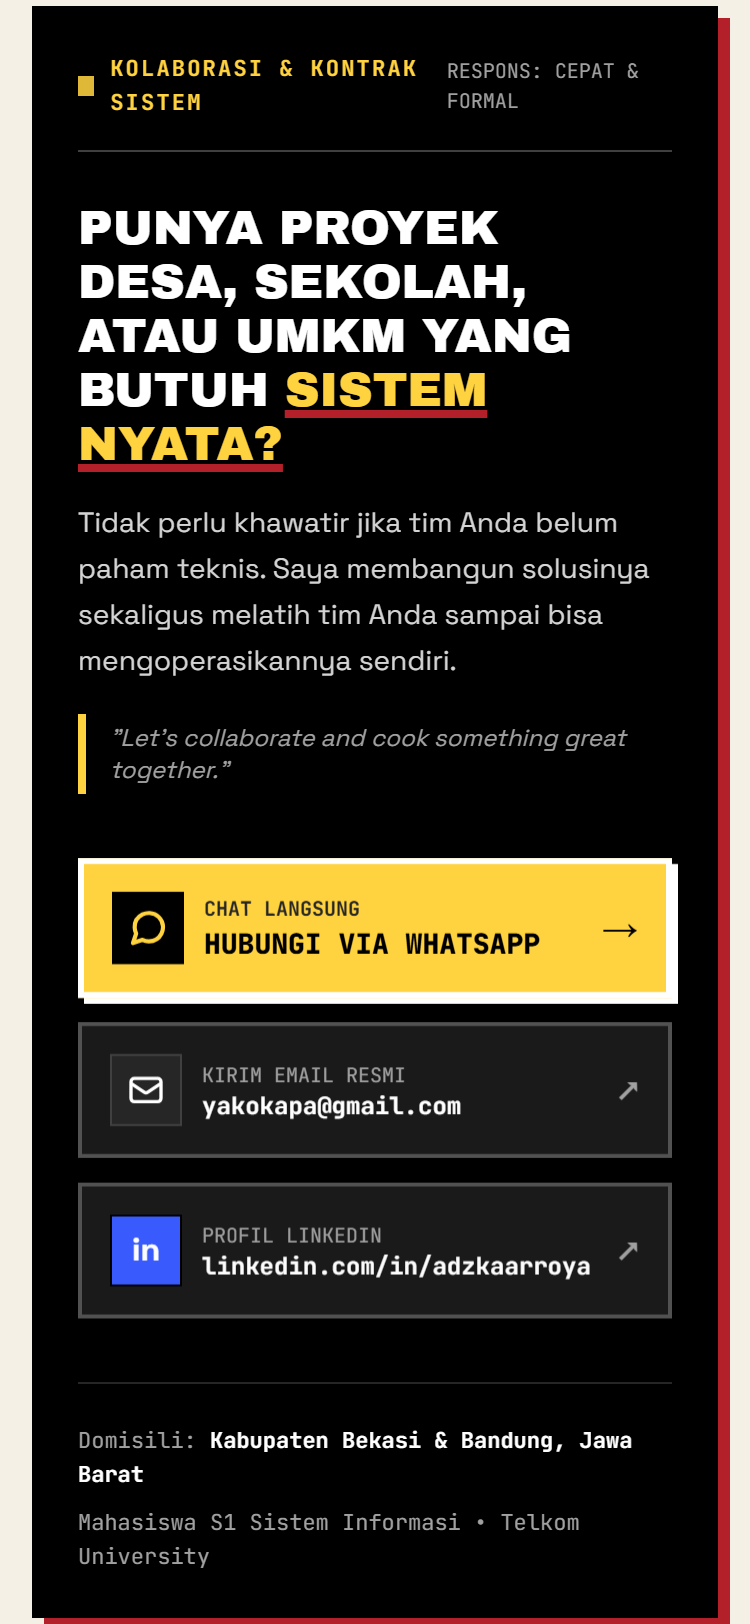 KOLABORASI & KONTRAK
SISTEM
RESPONS: CEPAT &
FORMAL
PUNYA PROYEK
DESA, SEKOLAH,
ATAU UMKM YANG
BUTUH SISTEM
NYATA?
Tidak perlu khawatir jika tim Anda belum
paham teknis. Saya membangun solusinya
sekaligus melatih tim Anda sampai bisa
mengoperasikannya sendiri.
"Let's collaborate and cook something great
together."
CHAT LANGSUNG
HUBUNGI VIA WHATSAPP →
KIRIM EMAIL RESMI
yakokapa@gmail.com ↗
in
PROFIL LINKEDIN
linkedin.com/in/adzkaarroya ↗
Domisili: Kabupaten Bekasi & Bandung, Jawa
Barat
Mahasiswa S1 Sistem Informasi • Telkom
University